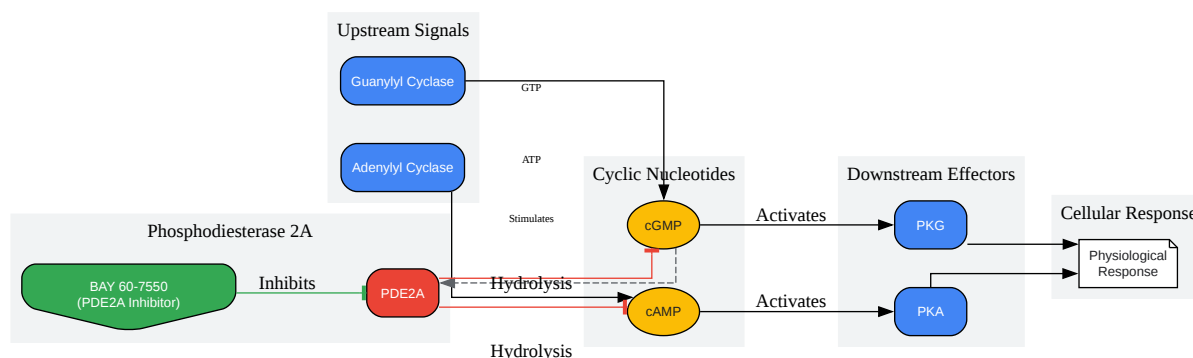 Upstream Signals
Guanylyl Cyclase
GTP
Adenylyl Cyclase
ATP
Cyclic Nucleotides
Downstream Effectors
Stimulates
cGMP
Activates
PKG
Cellular Response
Phosphodiesterase 2A
Physiological
Response
BAY 60-7550
(PDE2A Inhibitor)
Inhibits
PDE2A
Hydrolysis
cAMP
Activates
PKA
Hydrolysis